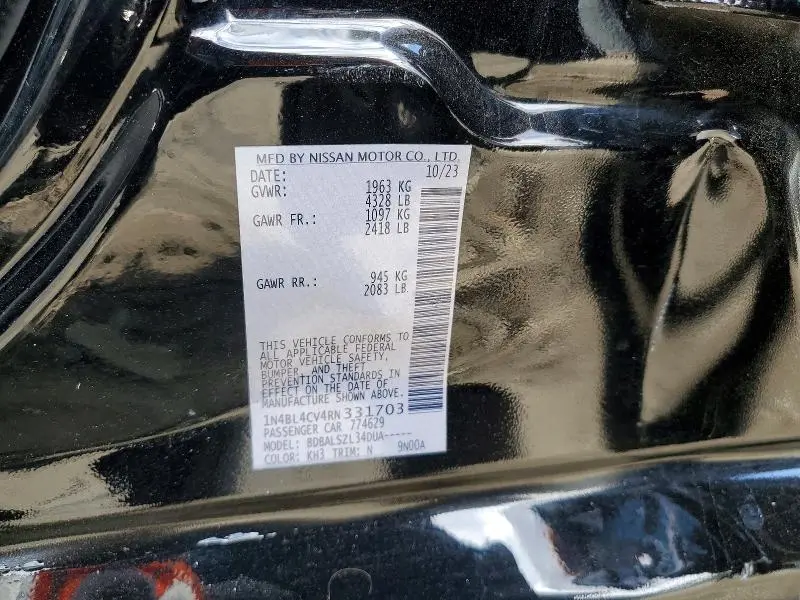 MFD BY NISSAN MOTOR CO., LTD.
DATE: 10/23
GVWR: 1963 KG
4328 LB
GAWR FR.: 1097 KG
2418 LB
GAWR RR.: 945 KG
2083 LB.
THIS VEHICLE CONFORMS TO
ALL APPLICABLE FEDERAL
MOTOR VEHICLE SAFETY,
BUMPER, AND THEFT
PREVENTION STANDARDS IN
EFFECT ON THE DATE OF
MANUFACTURE SHOWN ABOVE.
1N4BL4CV4RN331703
PASSENGER CAR 774629
MODEL: BDBALSZL34DUA-----
COLOR: KH3 TRIM: N 9N00A